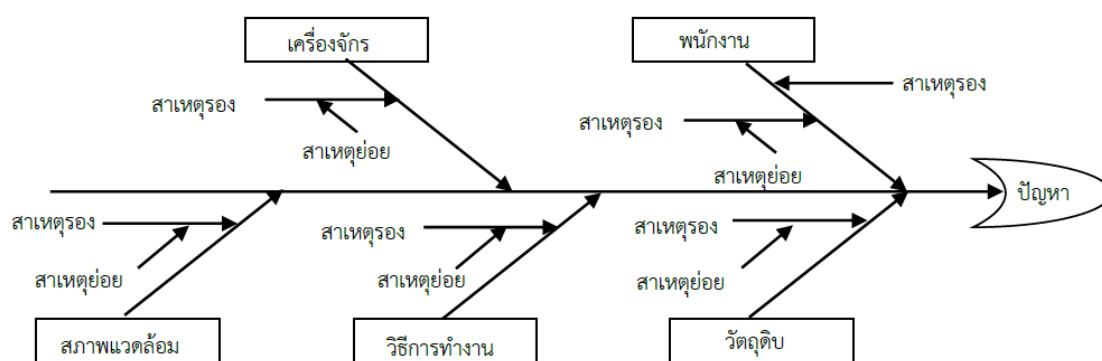 เครื่องจักร
พนักงาน
สาเหตุรอง
สาเหตุรอง
สาเหตุรอง
สาเหตุย่อย
สาเหตุย่อย
ปัญหา
สาเหตุรอง
สาเหตุรอง
สาเหตุรอง
สาเหตุย่อย
สาเหตุย่อย
สาเหตุย่อย
สภาพแวดล้อม
วิธีการทำงาน
วัตถุดิบ